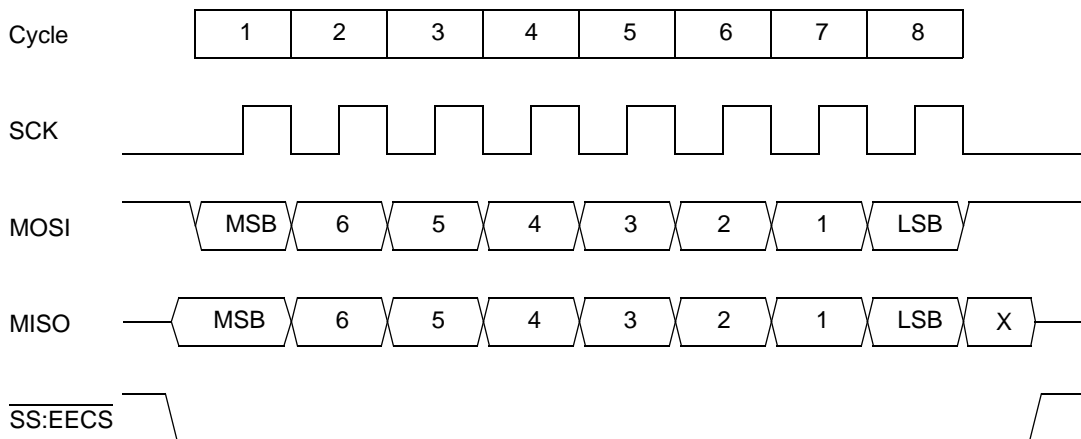 Cycle 1 2 3 4 5 6 7 8
SCK
MOSI MSB 6 5 4 3 2 1 LSB
MISO MSB 6 5 4 3 2 1 LSB X
SS:EECS